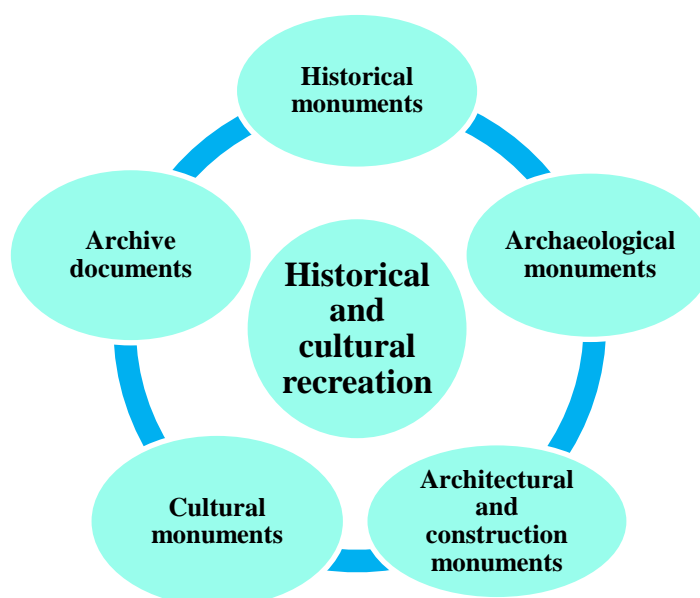 Historical
monuments
Archaeological
monuments
Architectural
and
construction
monuments
Cultural
monuments
Archive
documents
Historical
and
cultural
recreation